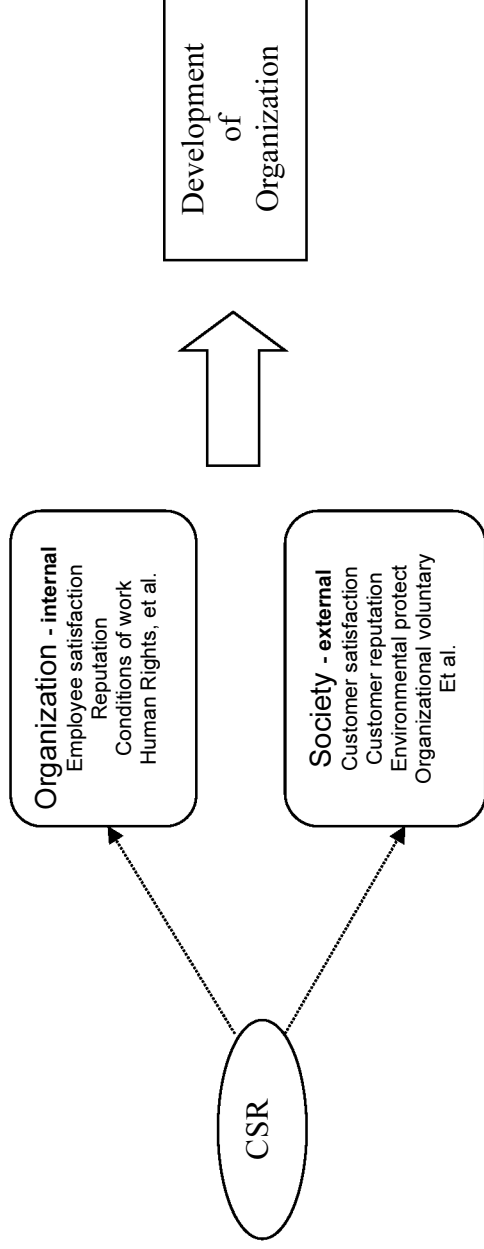 CSR
Organization - internal
Employee satisfaction
Reputation
Conditions of work
Human Rights, et al.
Society - external
Customer satisfaction
Customer reputation
Environmental protect
Organizational voluntary
Et al.
Development
of
Organization